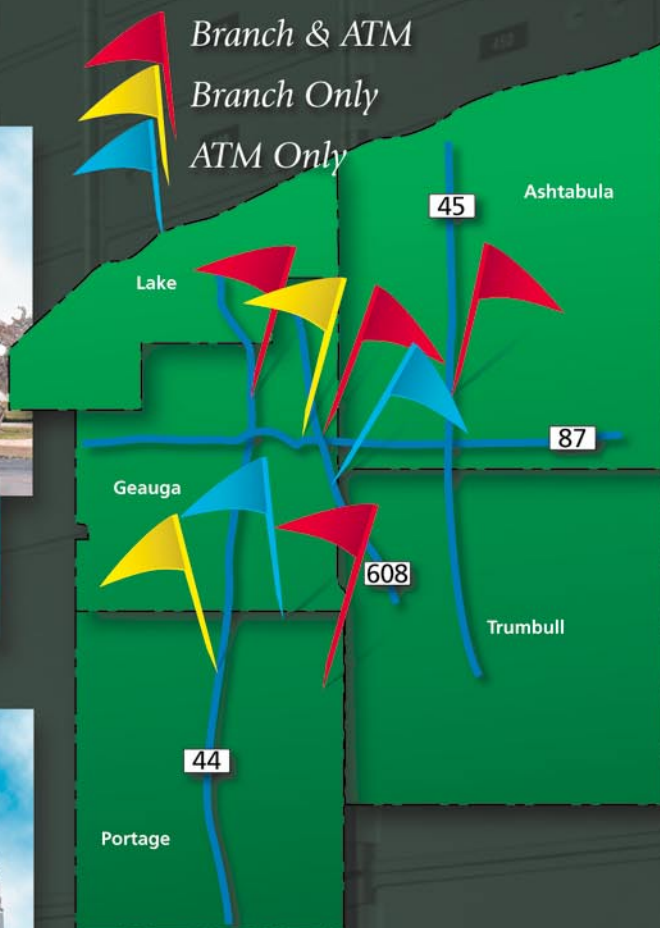 Branch & ATM
Branch Only
ATM Only
Ashtabula
45
Lake
87
Geauga
608
Trumbull
44
Portage